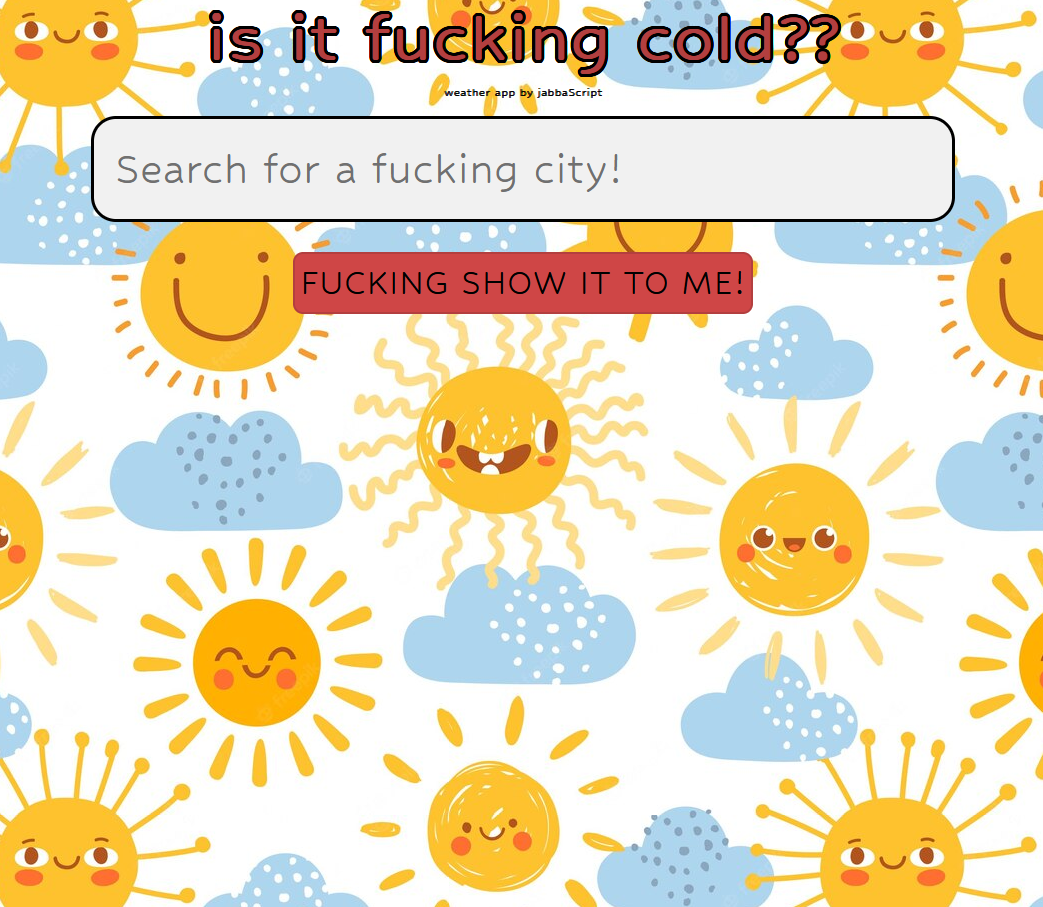 is it fucking cold??
weather app by jabbaScript
Search for a fucking city!
FUCKING SHOW IT TO ME!